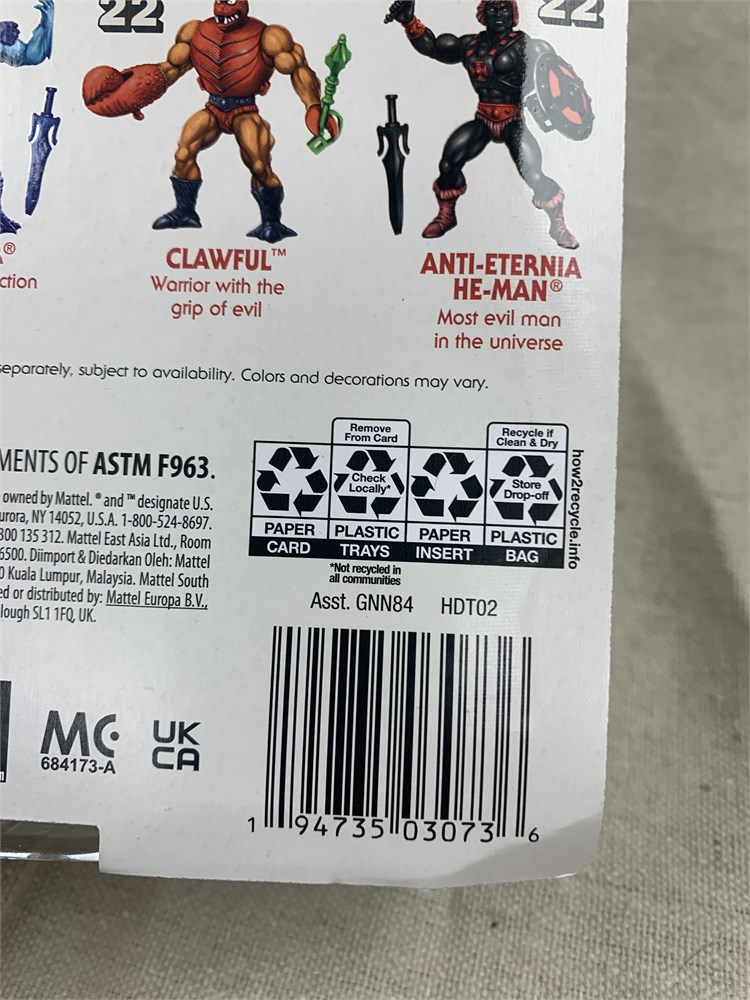 22
22
®
ction
CLAWFUL™
Warrior with the
grip of evil
ANTI-ETERNIA
HE-MAN®
Most evil man
in the universe
separately, subject to availability. Colors and decorations may vary.
MENTS OF ASTM F963.
owned by Mattel. ® and ™ designate U.S.
urora, NY 14052, U.S.A. 1-800-524-8697.
300 135 312. Mattel East Asia Ltd., Room
6500. Diimport & Diedarkan Oleh: Mattel
0 Kuala Lumpur, Malaysia. Mattel South
ed or distributed by: Mattel Europa B.V.,
lough SL1 1FQ, UK.
Remove
From Card
Recycle if
Clean & Dry
Check
Locally*
Store
Drop-off
PAPER
PLASTIC
PAPER
PLASTIC
CARD
TRAYS
INSERT
BAG
how2recycle.info
*Not recycled in
all communities
Asst. GNN84 HDT02
MC
684173-A
UK
CA
1 94735 03073 6